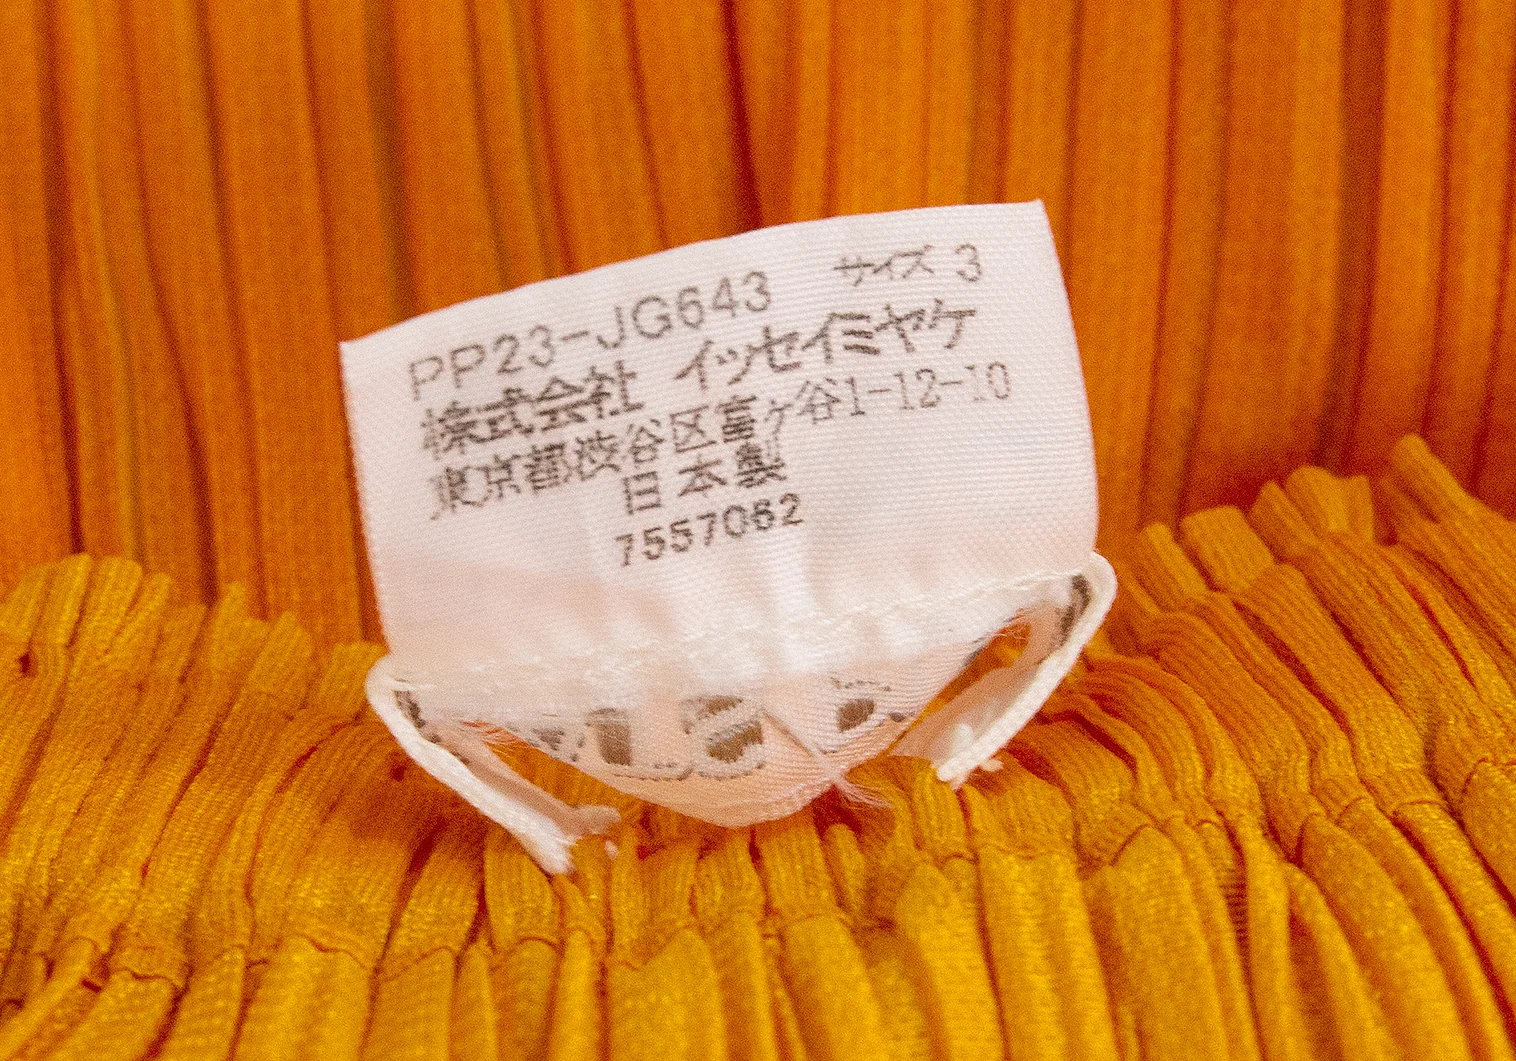 PP23-JG643 サイズ 3
株式会社 イッセイミヤケ
東京都渋谷区富ヶ谷1-12-10
日本製
7557062